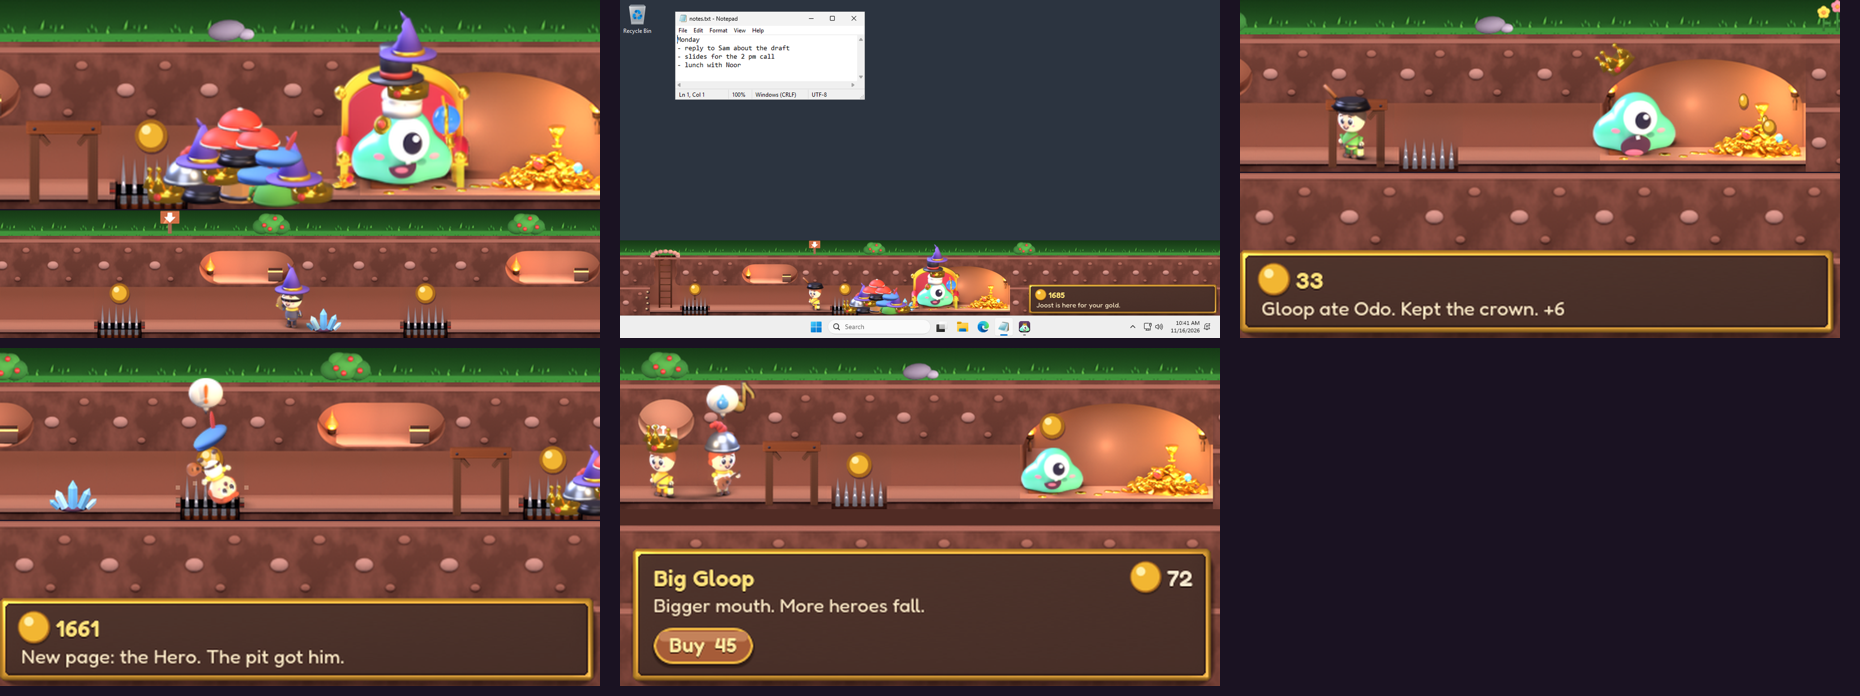 Recycle Bin
notes.txt - Notepad
File Edit Format View Help
Monday
- reply to Sam about the draft
- slides for the 2 pm call
- lunch with Noor
Ln 1, Col 1 100% Windows (CRLF) UTF-8
1685
Joost is here for your gold.
Search
10:41 AM
11/16/2026
33
Gloop ate Odo. Kept the crown. +6
1661
New page: the Hero. The pit got him.
Big Gloop
72
Bigger mouth. More heroes fall.
Buy 45